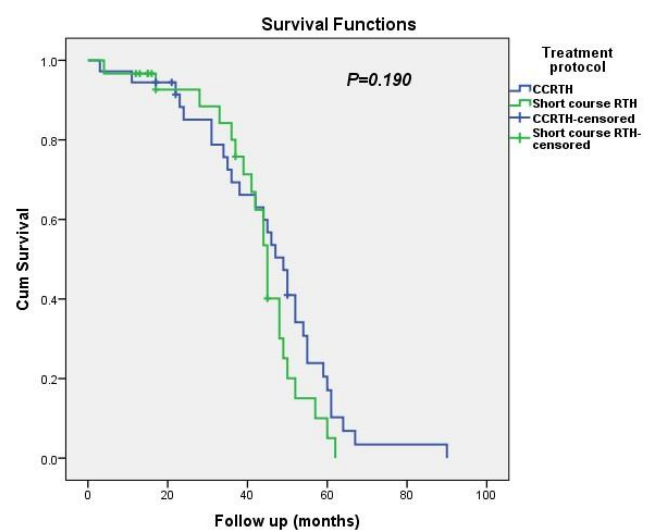 Survival Functions
P=0.190
Treatment
protocol
CCRTH
Short course RTH
CCRTH-censored
Short course RTH-
censored
Cum Survival
1.0
0.8
0.6
0.4
0.2
0.0
0 20 40 60 80 100
Follow up (months)